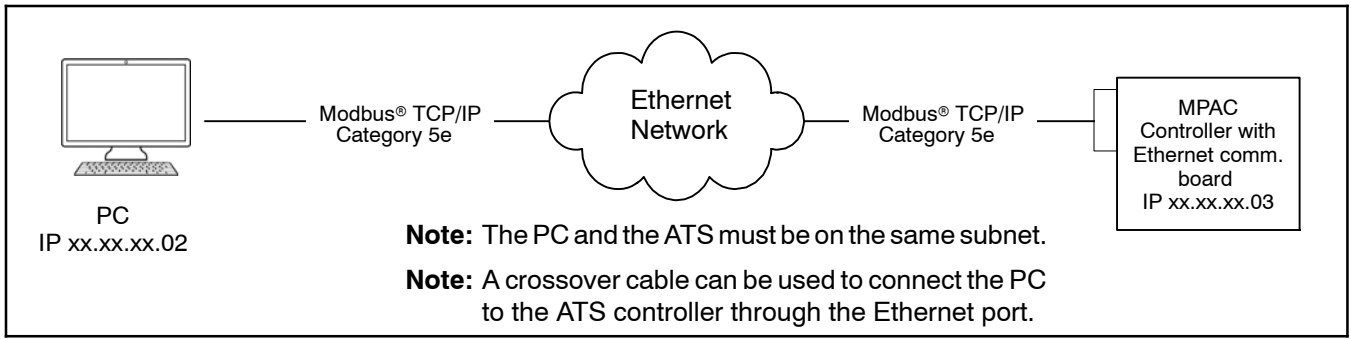 PC
IP xx.xx.xx.02
Modbus® TCP/IP
Category 5e
Ethernet
Network
Modbus® TCP/IP
Category 5e
MPAC
Controller with
Ethernet comm.
board
IP xx.xx.xx.03
Note: The PC and the ATS must be on the same subnet.
Note: A crossover cable can be used to connect the PC
to the ATS controller through the Ethernet port.